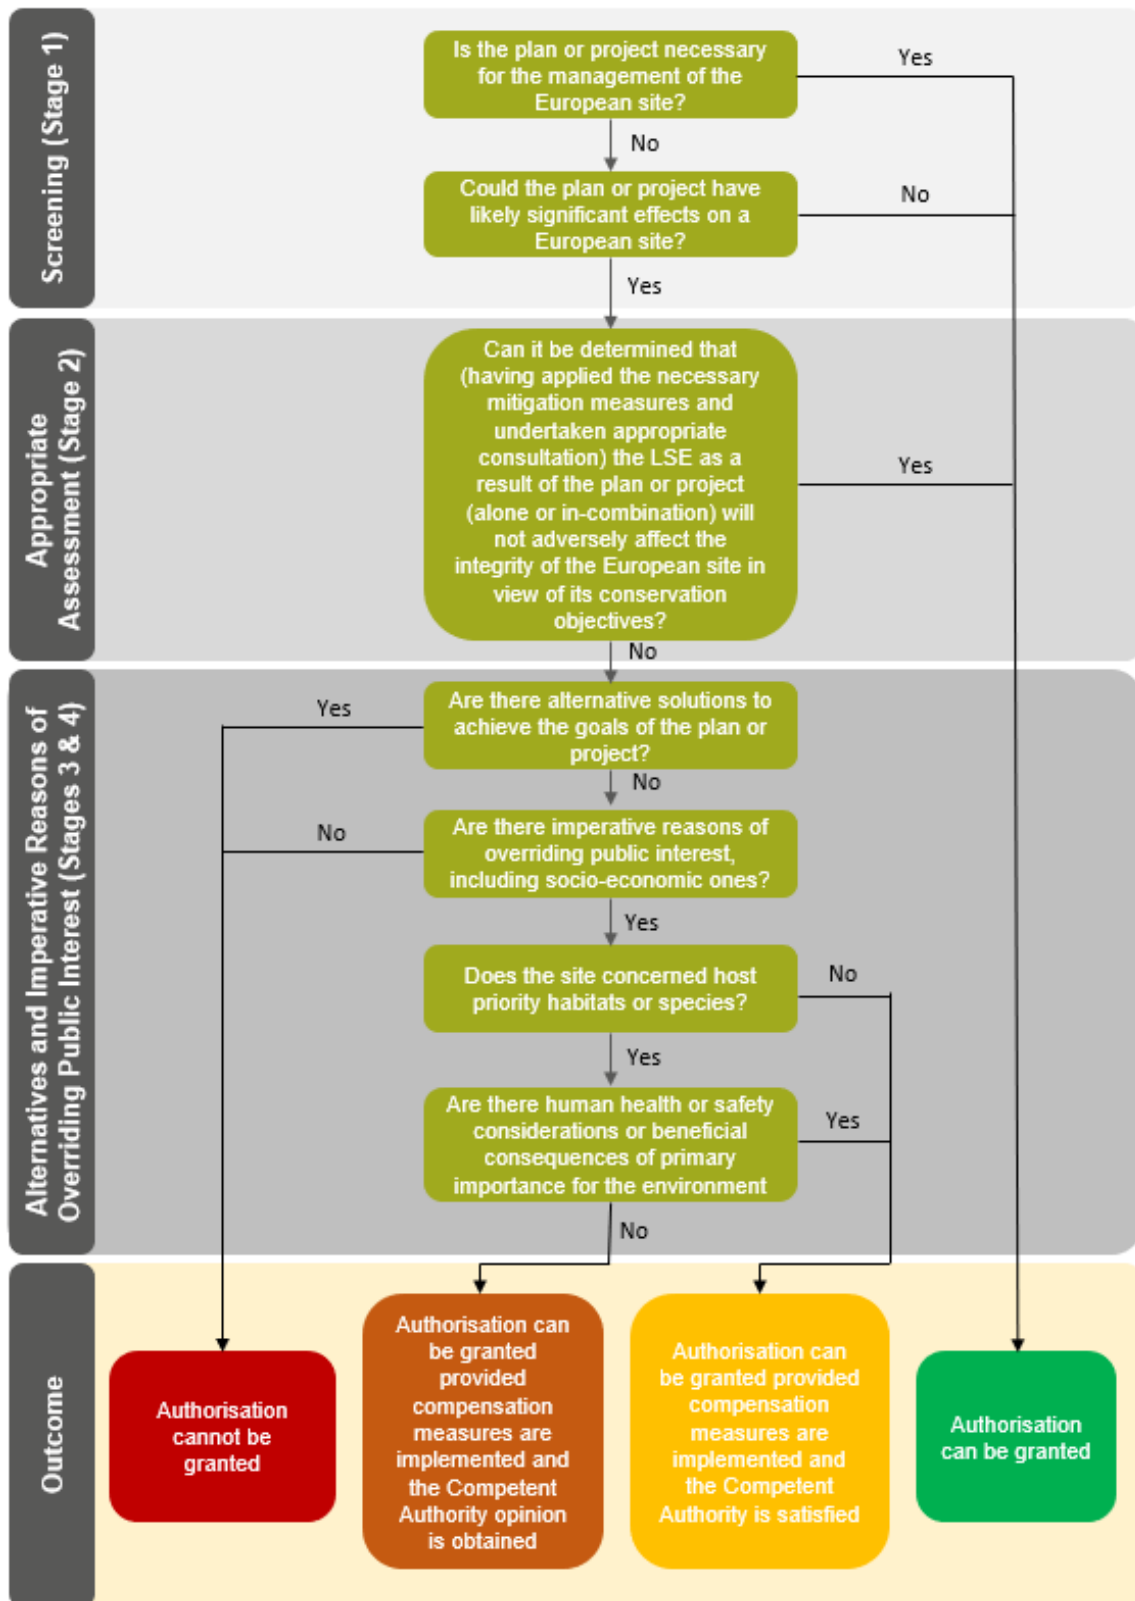 Screening (Stage 1)
Is the plan or project necessary
for the management of the
European site?
Yes
No
Could the plan or project have
likely significant effects on a
European site?
No
Yes
Appropriate
Assessment (Stage 2)
Can it be determined that
(having applied the necessary
mitigation measures and
undertaken appropriate
consultation) the LSE as a
result of the plan or project
(alone or in-combination) will
not adversely affect the
integrity of the European site in
view of its conservation
objectives?
Yes
No
Alternatives and Imperative Reasons of
Overriding Public Interest (Stages 3 & 4)
Are there alternative solutions to
achieve the goals of the plan or
project?
Yes
No
Are there imperative reasons of
overriding public interest,
including socio-economic ones?
No
Yes
Does the site concerned host
priority habitats or species?
No
Yes
Are there human health or safety
considerations or beneficial
consequences of primary
importance for the environment
Yes
No
Outcome
Authorisation
cannot be
granted
Authorisation can
be granted
provided
compensation
measures are
implemented and
the Competent
Authority opinion
is obtained
Authorisation can
be granted provided
compensation
measures are
implemented and
the Competent
Authority is satisfied
Authorisation
can be granted